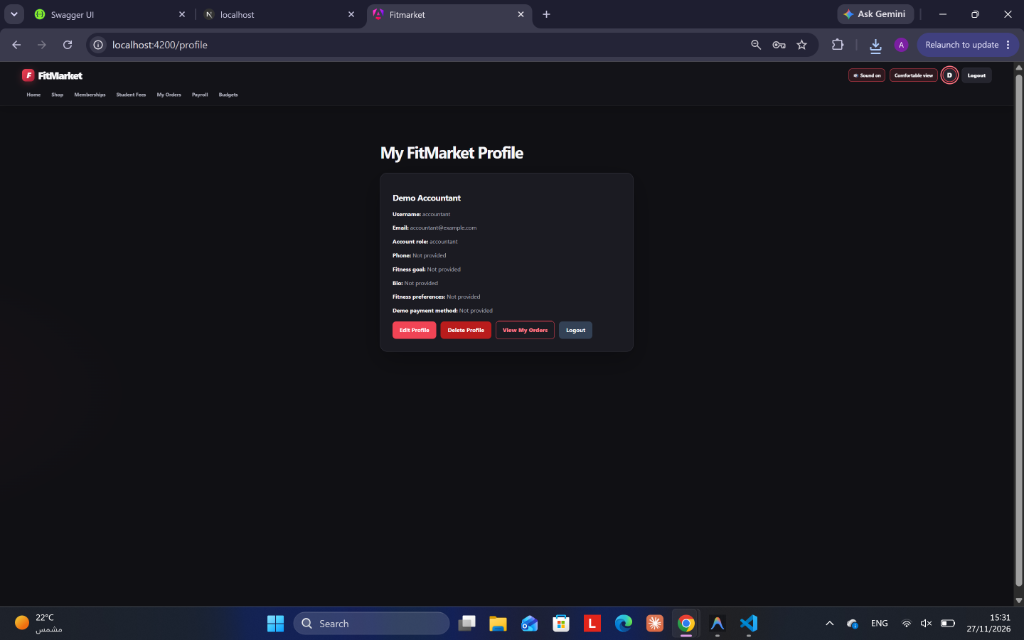 Swagger UI
localhost
Fitmarket
Ask Gemini
localhost:4200/profile
A
Relaunch to update
F FitMarket
Sound on
Comfortable view
D
Logout
Home Shop Memberships Student Fees My Orders Payroll Budgets
My FitMarket Profile
Demo Accountant
Username: accountant
Email: accountant@example.com
Account role: accountant
Phone: Not provided
Fitness goal: Not provided
Bio: Not provided
Fitness preferences: Not provided
Demo payment method: Not provided
Edit Profile Delete Profile View My Orders Logout
22°C
مشمس
Search
L
ENG
15:31
27/11/2026